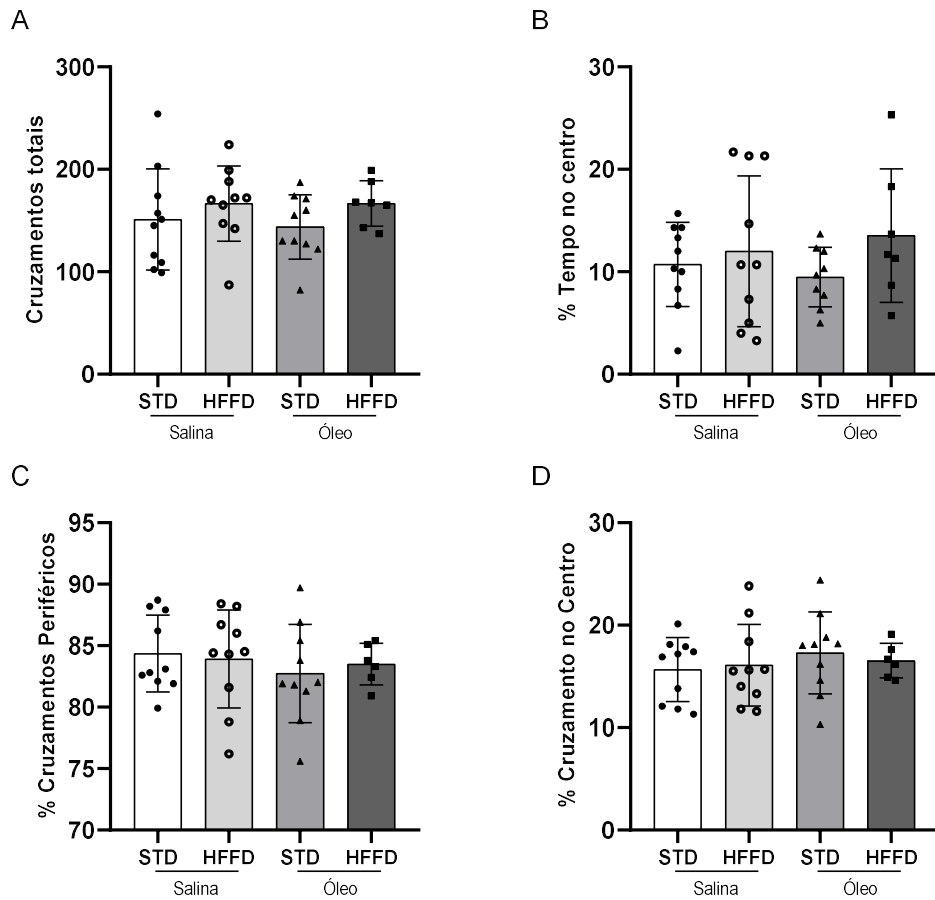 A
Cruzamentos totais
300
200
100
0
STD HFFD STD HFFD
Salina Óleo
B
% Tempo no centro
30
20
10
0
STD HFFD STD HFFD
Salina Óleo
C
% Cruzamentos Periféricos
95
90
85
80
75
70
STD HFFD STD HFFD
Salina Óleo
D
% Cruzamento no Centro
30
20
10
0
STD HFFD STD HFFD
Salina Óleo